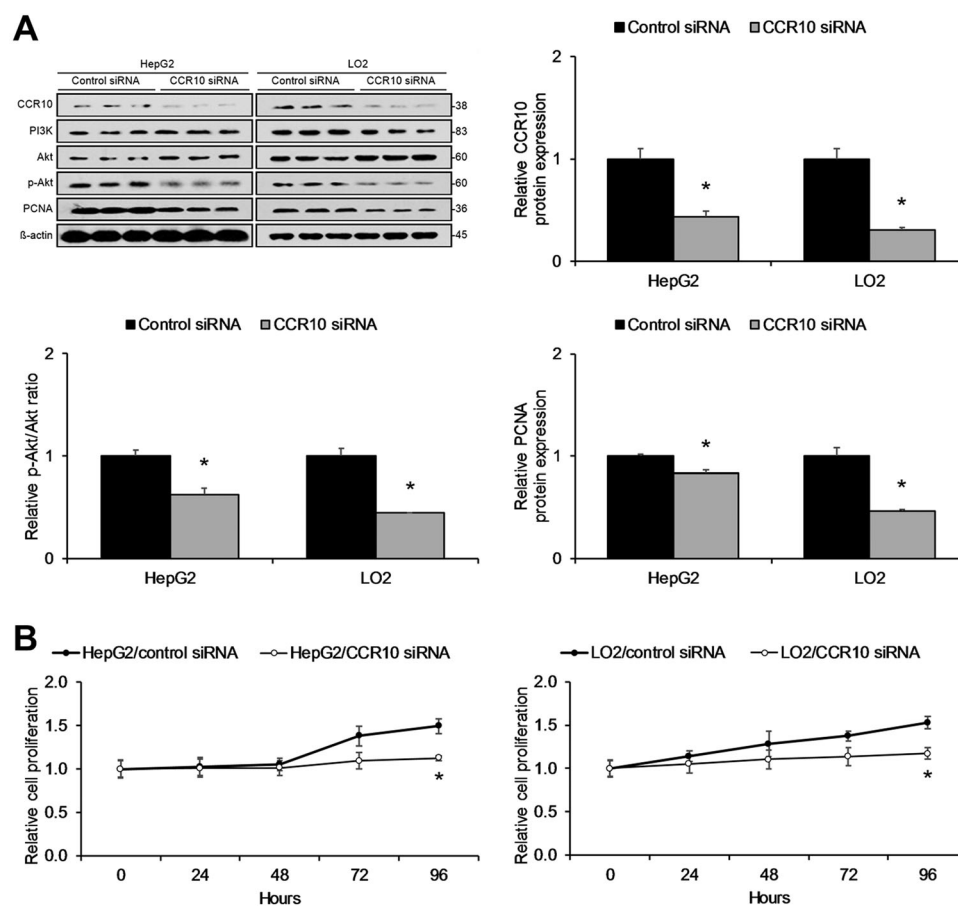 A
HepG2 LO2
Control siRNA CCR10 siRNA Control siRNA CCR10 siRNA
CCR10 -38
PI3K -83
Akt -60
p-Akt -60
PCNA -36
ß-actin -45
Control siRNA CCR10 siRNA
Relative CCR10
protein expression
2
1
0
*
*
HepG2 LO2
Control siRNA CCR10 siRNA
Relative p-Akt/Akt ratio
2
1
0
*
*
HepG2 LO2
Control siRNA CCR10 siRNA
Relative PCNA
protein expression
2
1
0
*
*
HepG2 LO2
B
HepG2/control siRNA HepG2/CCR10 siRNA
Relative cell proliferation
2.0
1.5
1.0
0.5
0.0
*
0 24 48 72 96
Hours
LO2/control siRNA LO2/CCR10 siRNA
Relative cell proliferation
2.0
1.5
1.0
0.5
0.0
*
0 24 48 72 96
Hours